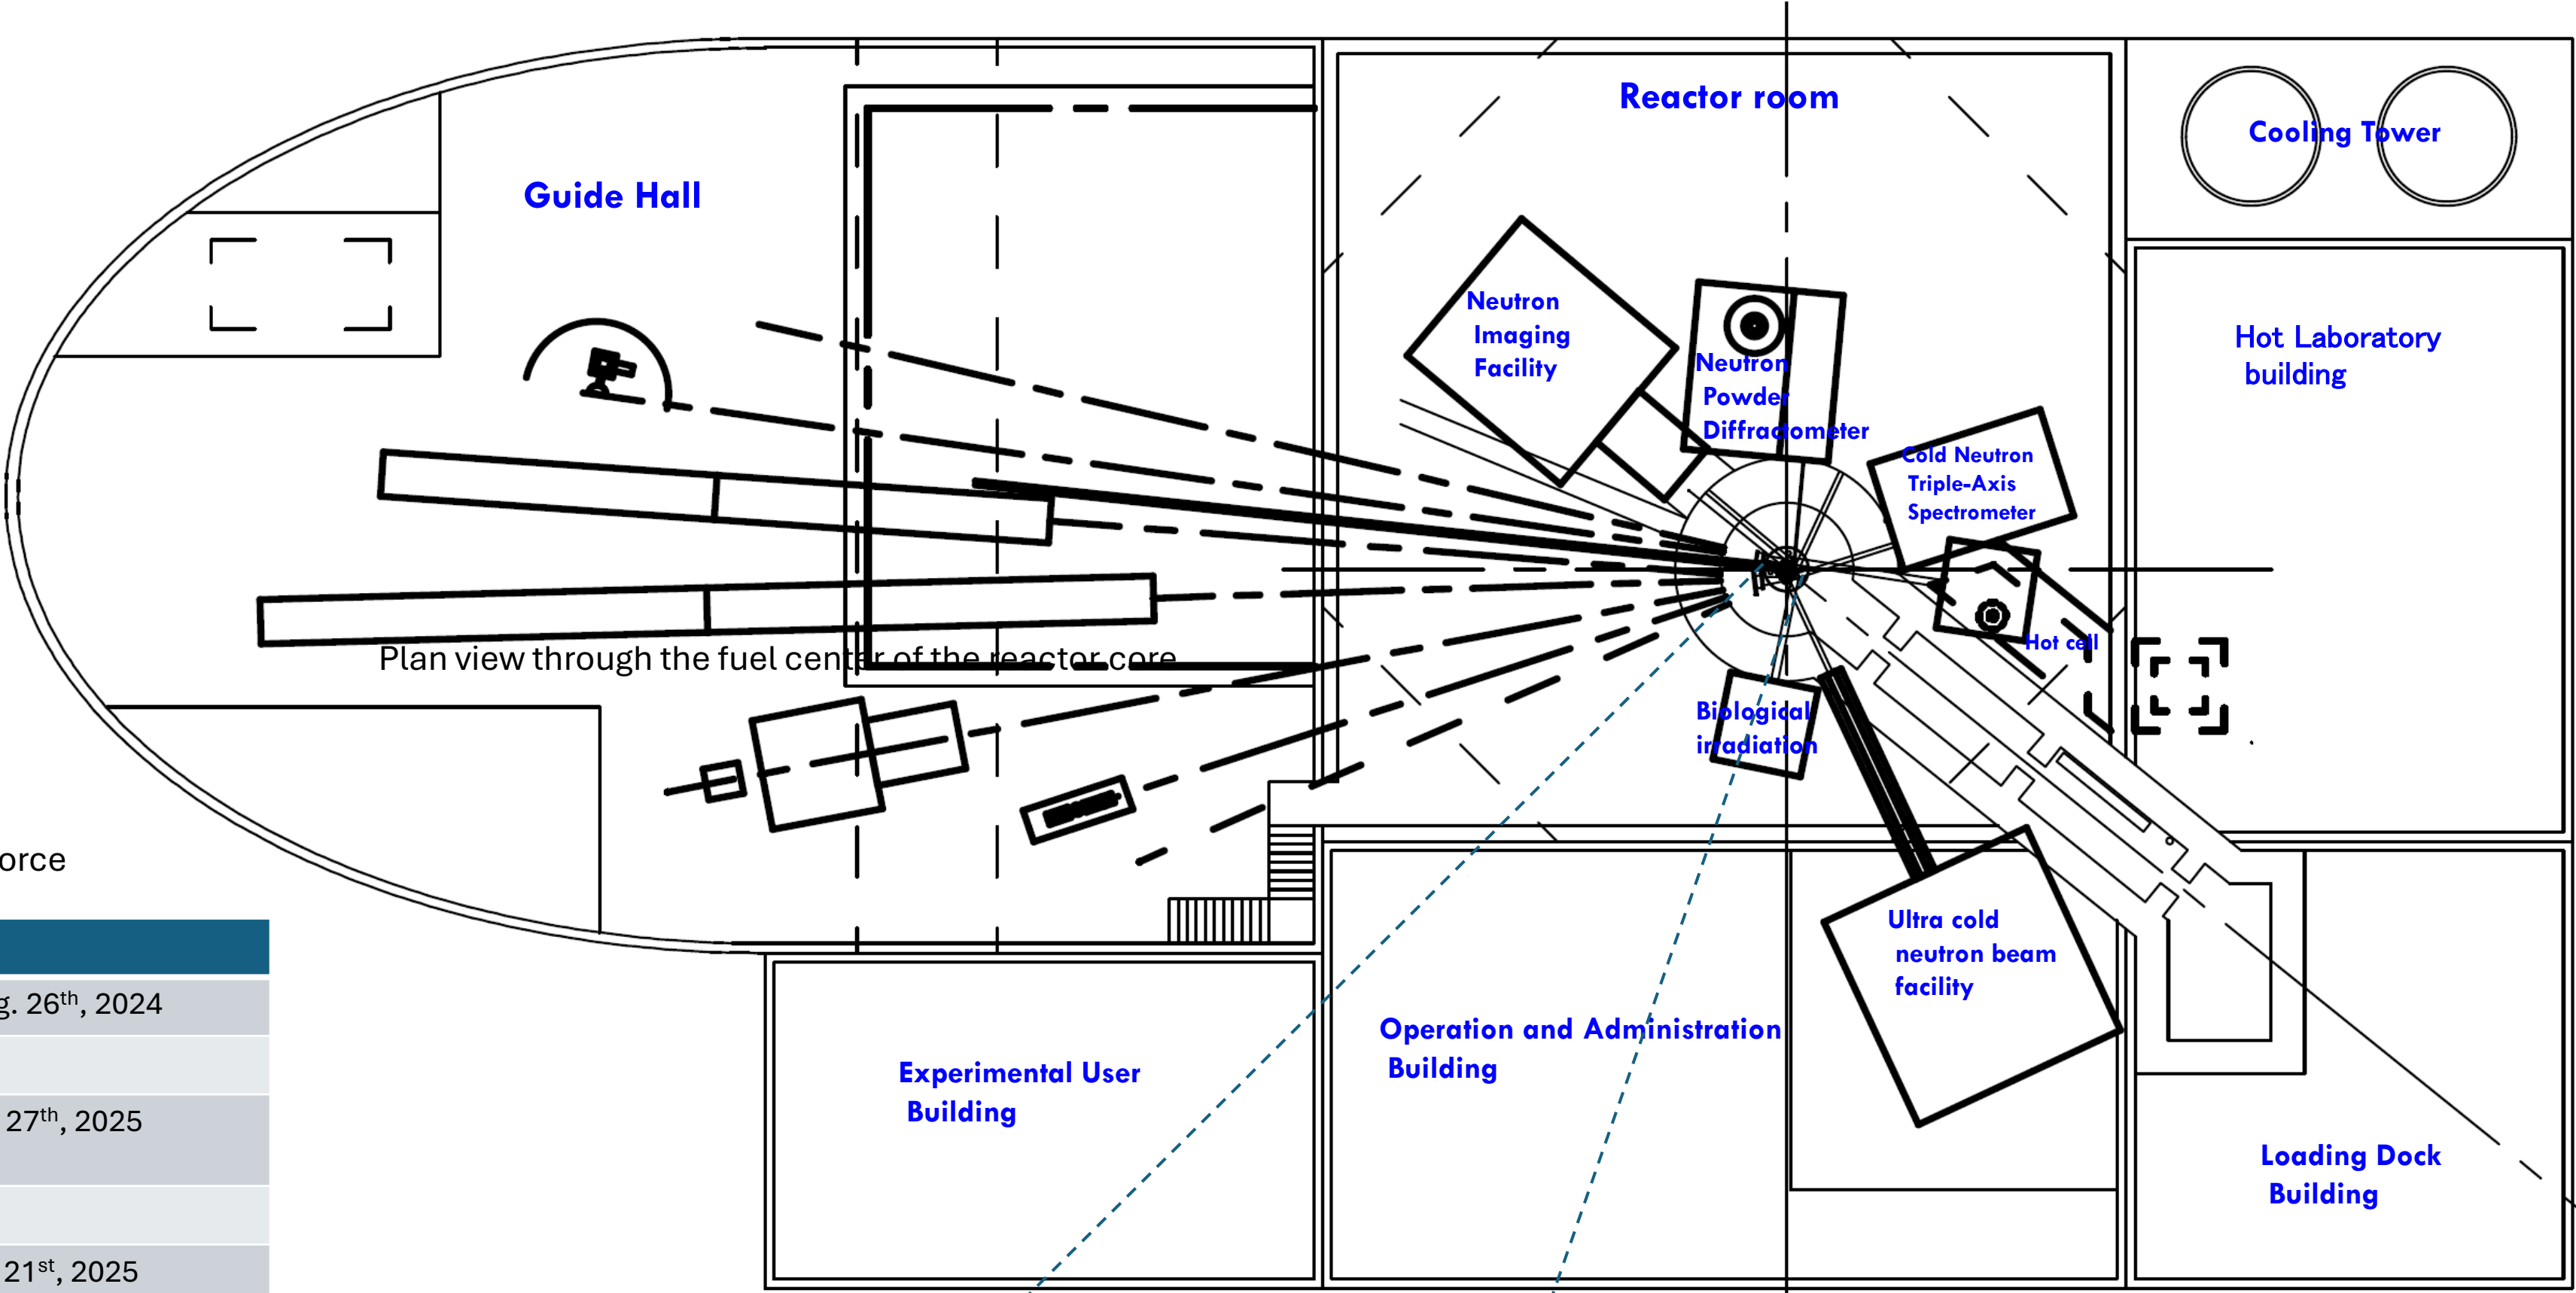 Reactor room
Cooling Tower
Guide Hall
Neutron
Imaging
Facility
Neutron
Powder
Diffractometer
Hot Laboratory
building
Cold Neutron
Triple-Axis
Spectrometer
Hot cell
Plan view through the fuel center of the reactor core
Biological
irradiation
orce
Ultra cold
neutron beam
facility
g. 26th, 2024
Operation and Administration
Building
Experimental User
Building
27th, 2025
Loading Dock
Building
21st, 2025